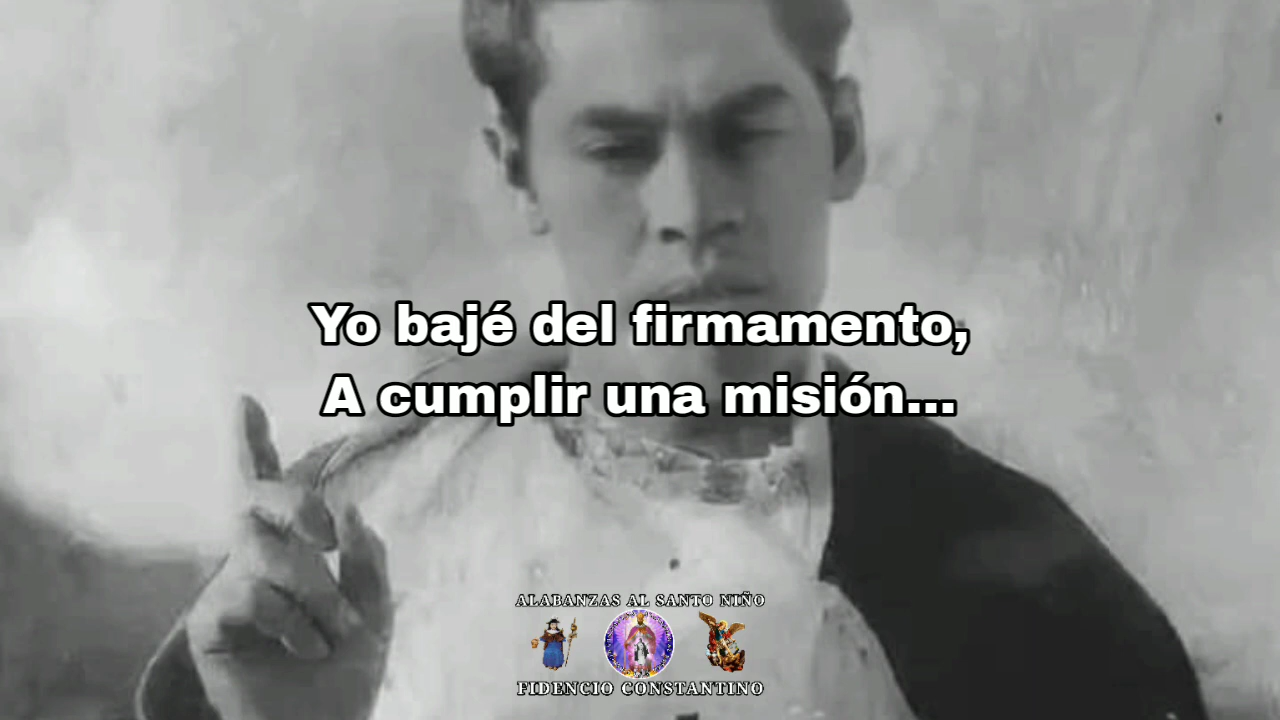 Yo bajé del firmamento,
A cumplir una misión...
ALABANZAS AL SANTO NIÑO
FIDENCIO CONSTANTINO